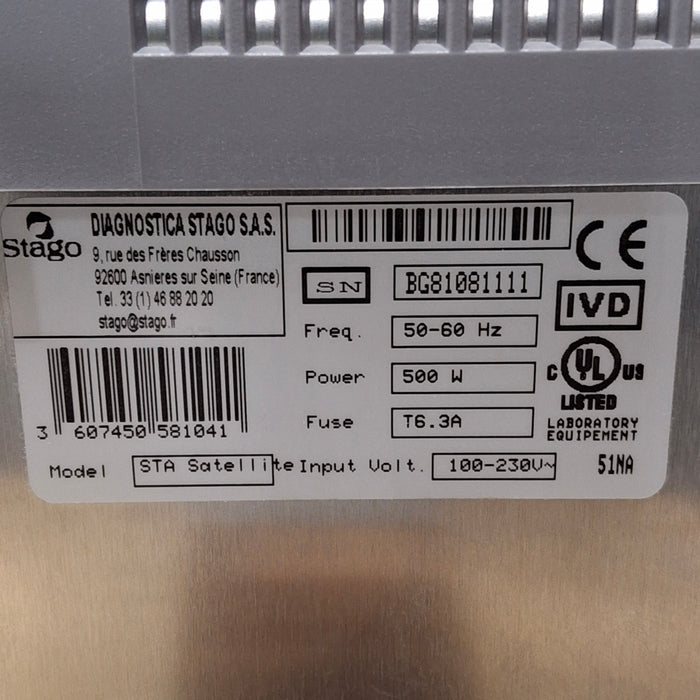 Stago
DIAGNOSTICA STAGO S.A.S.
9, rue des Frères Chausson
92600 Asnieres sur Seine (France)
Tel. 33 (1) 46 88 20 20
stago@stago.fr
CE
SN BG81081111
IVD
Freq. 50-60 Hz
Power 500 W
Fuse T6.3A
C UL US
LISTED
LABORATORY
EQUIPEMENT
3 607450 581041
Model STA Satellite Input Volt. 100-230V~ 51NA